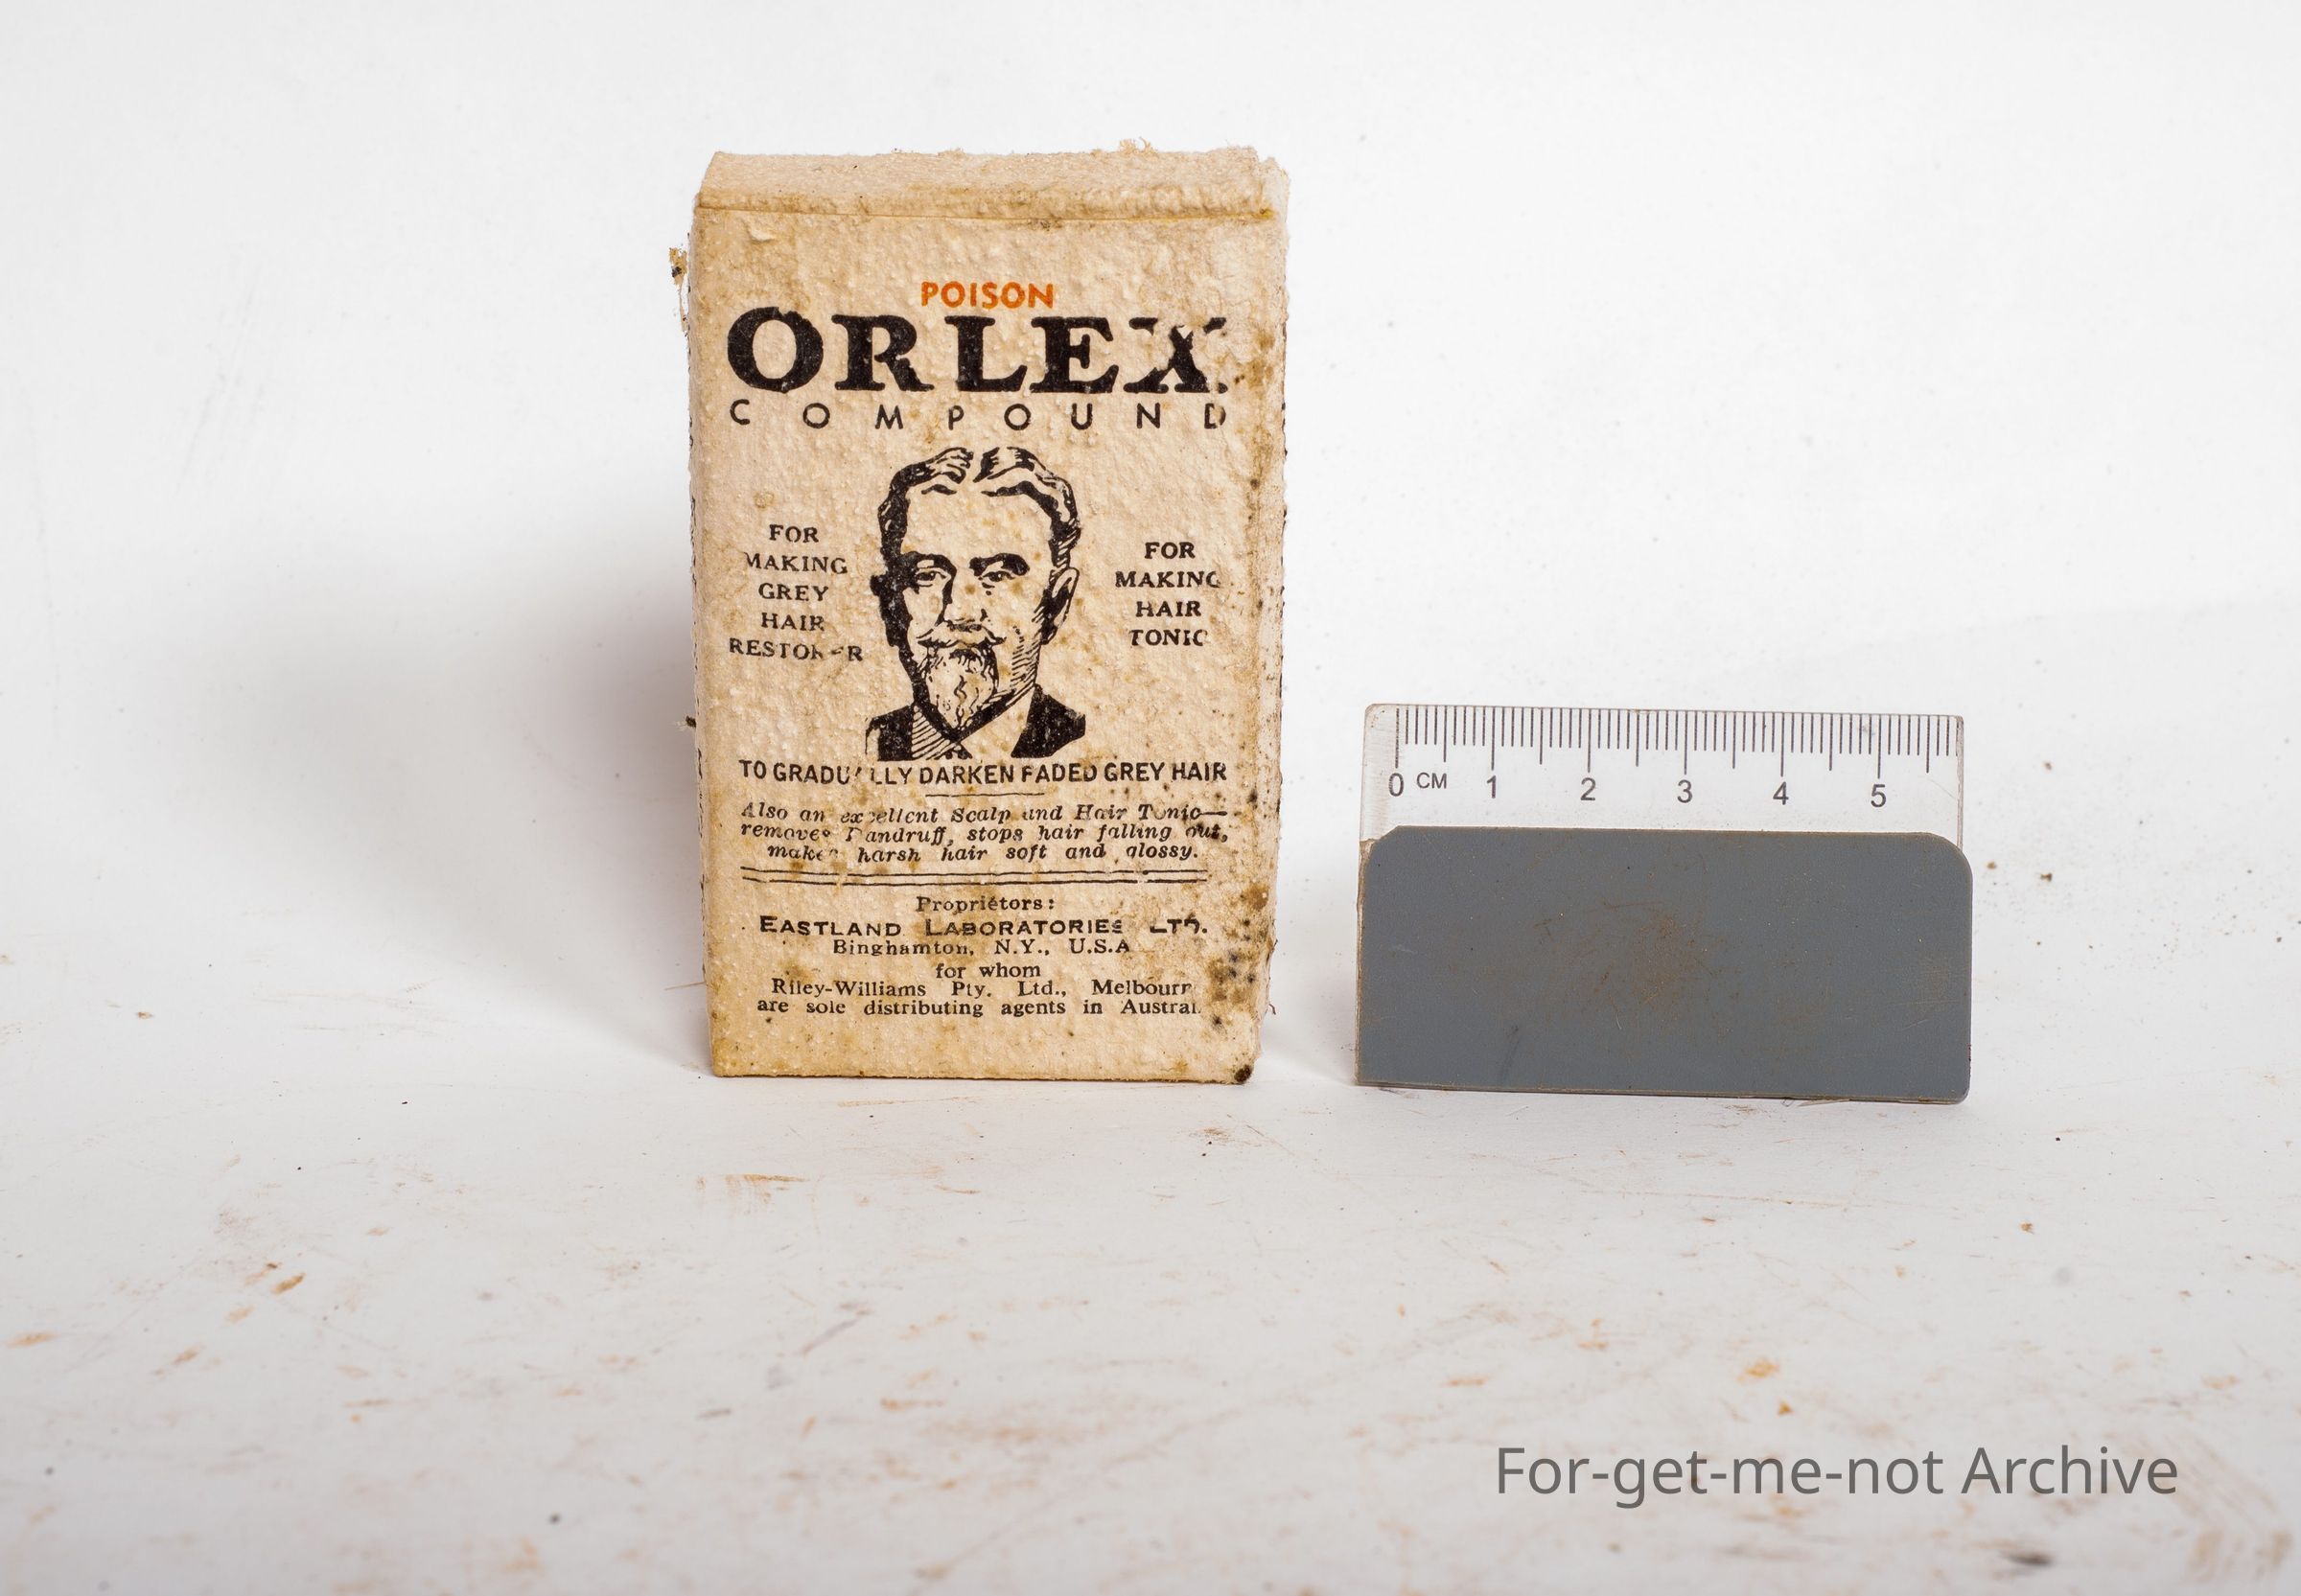 POISON
ORLEX
COMPOUND
FOR
MAKING
GREY
HAIR
RESTORER
FOR
MAKING
HAIR
TONIC
TO GRADUALLY DARKEN FADED GREY HAIR
Also an excellent Scalp and Hair Tonic—
removes Dandruff, stops hair falling out,
makes harsh hair soft and glossy.
Proprietors:
EASTLAND LABORATORIES LTD.
Binghamton, N.Y., U.S.A
for whom
Riley-Williams Pty. Ltd., Melbourn
are sole distributing agents in Austral
0 CM 1 2 3 4 5
For-get-me-not Archive